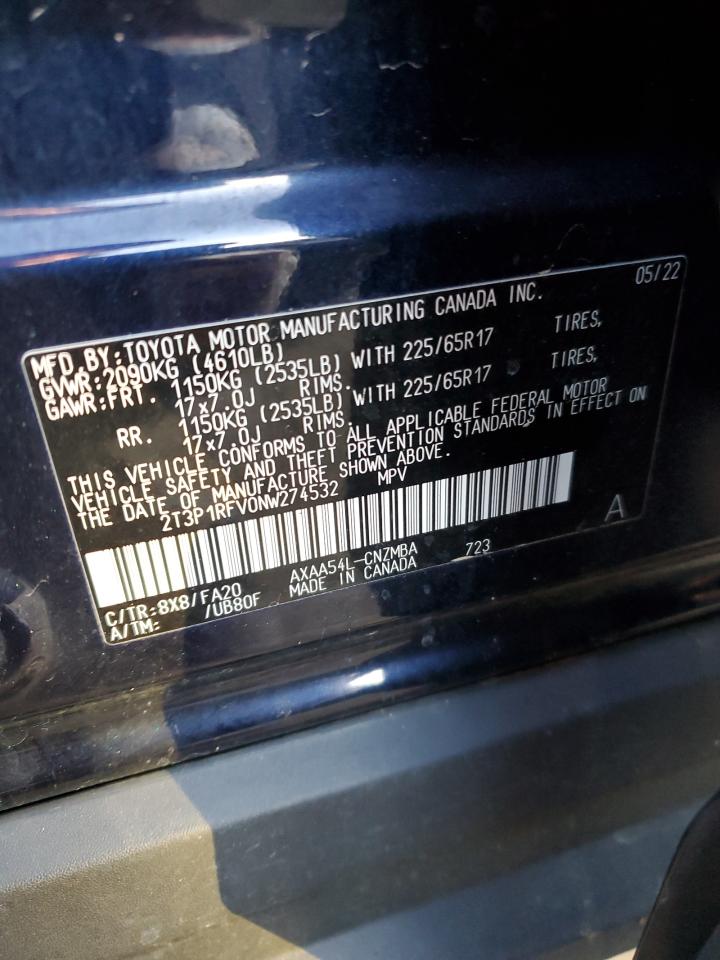 05/22
MFD.BY:TOYOTA MOTOR MANUFACTURING CANADA INC.
GVWR:2090KG (4610LB)
GAWR:FRT. 1150KG (2535LB) WITH 225/65R17 TIRES,
17x7.0J RIMS.
RR. 1150KG (2535LB) WITH 225/65R17 TIRES,
17x7.0J RIMS.
THIS VEHICLE CONFORMS TO ALL APPLICABLE FEDERAL MOTOR
VEHICLE SAFETY AND THEFT PREVENTION STANDARDS IN EFFECT ON
THE DATE OF MANUFACTURE SHOWN ABOVE.
2T3P1RFV0NW274532 MPV
A
C/TR:8X8/FA20 AXAA54L-CNZMBA 723
A/TM: /UB80F MADE IN CANADA